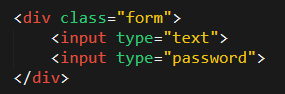 <div class="form">
    <input type="text">
    <input type="password">
</div>